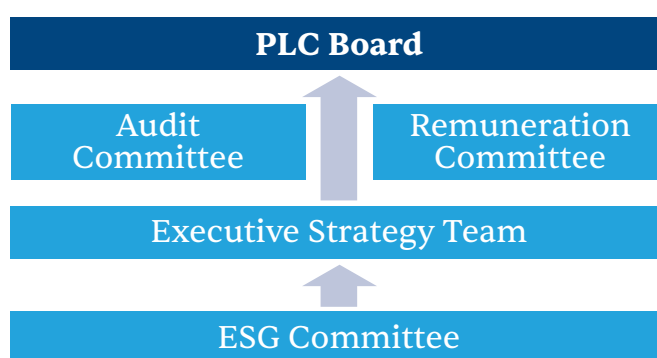 PLC Board
Audit
Committee
Remuneration
Committee
Executive Strategy Team
ESG Committee